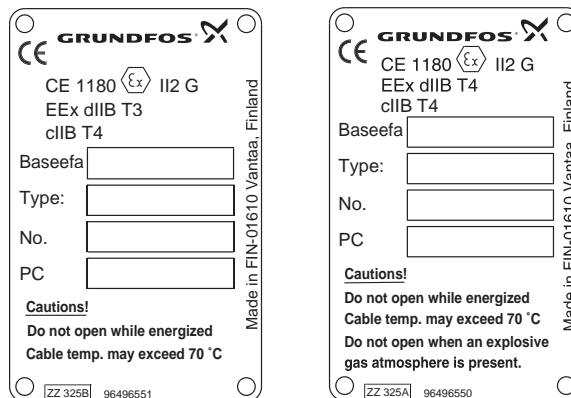 GRUNDFOS
CE
CE 1180 Ex II2 G
EEx dIIB T3
cIIB T4
Baseefa
Type:
No.
PC
Made in FIN-01610 Vantaa, Finland
Cautions!
Do not open while energized
Cable temp. may exceed 70 ˚C
ZZ 325B 96496551
GRUNDFOS
CE
CE 1180 Ex II2 G
EEx dIIB T4
cIIB T4
Baseefa
Type:
No.
PC
Made in FIN-01610 Vantaa, Finland
Cautions!
Do not open while energized
Cable temp. may exceed 70 ˚C
Do not open when an explosive
gas atmosphere is present.
ZZ 325A 96496550